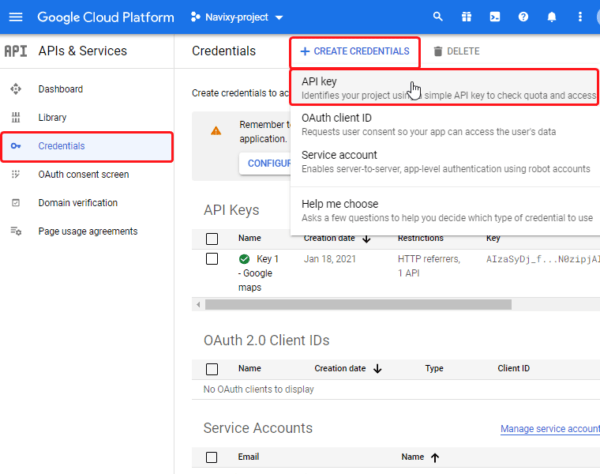 Google Cloud Platform
Navixy-project
API APIs & Services
Credentials
+ CREATE CREDENTIALS
DELETE
Dashboard
Library
Credentials
OAuth consent screen
Domain verification
Page usage agreements
Create credentials to ac
Remember to
application.
CONFIGUR
API key
Identifies your project using simple API key to check quota and access
OAuth client ID
Requests user consent so your app can access the user's data
Service account
Enables server-to-server, app-level authentication using robot accounts
Help me choose
Asks a few questions to help you decide which type of credential to use
API Keys
Name Creation date Restrictions Key
Key 1 Jan 18, 2021 HTTP referrers, AIzaSyDj_f...N0zipjAI
- Google 1 API
maps
OAuth 2.0 Client IDs
Name Creation date Type Client ID
No OAuth clients to display
Service Accounts
Manage service account
Email Name